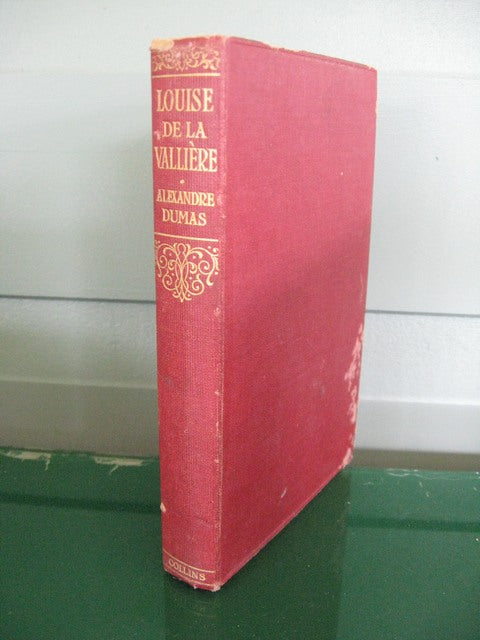 LOUISE
DE LA
VALLIÈRE
ALEXANDRE
DUMAS
COLLINS